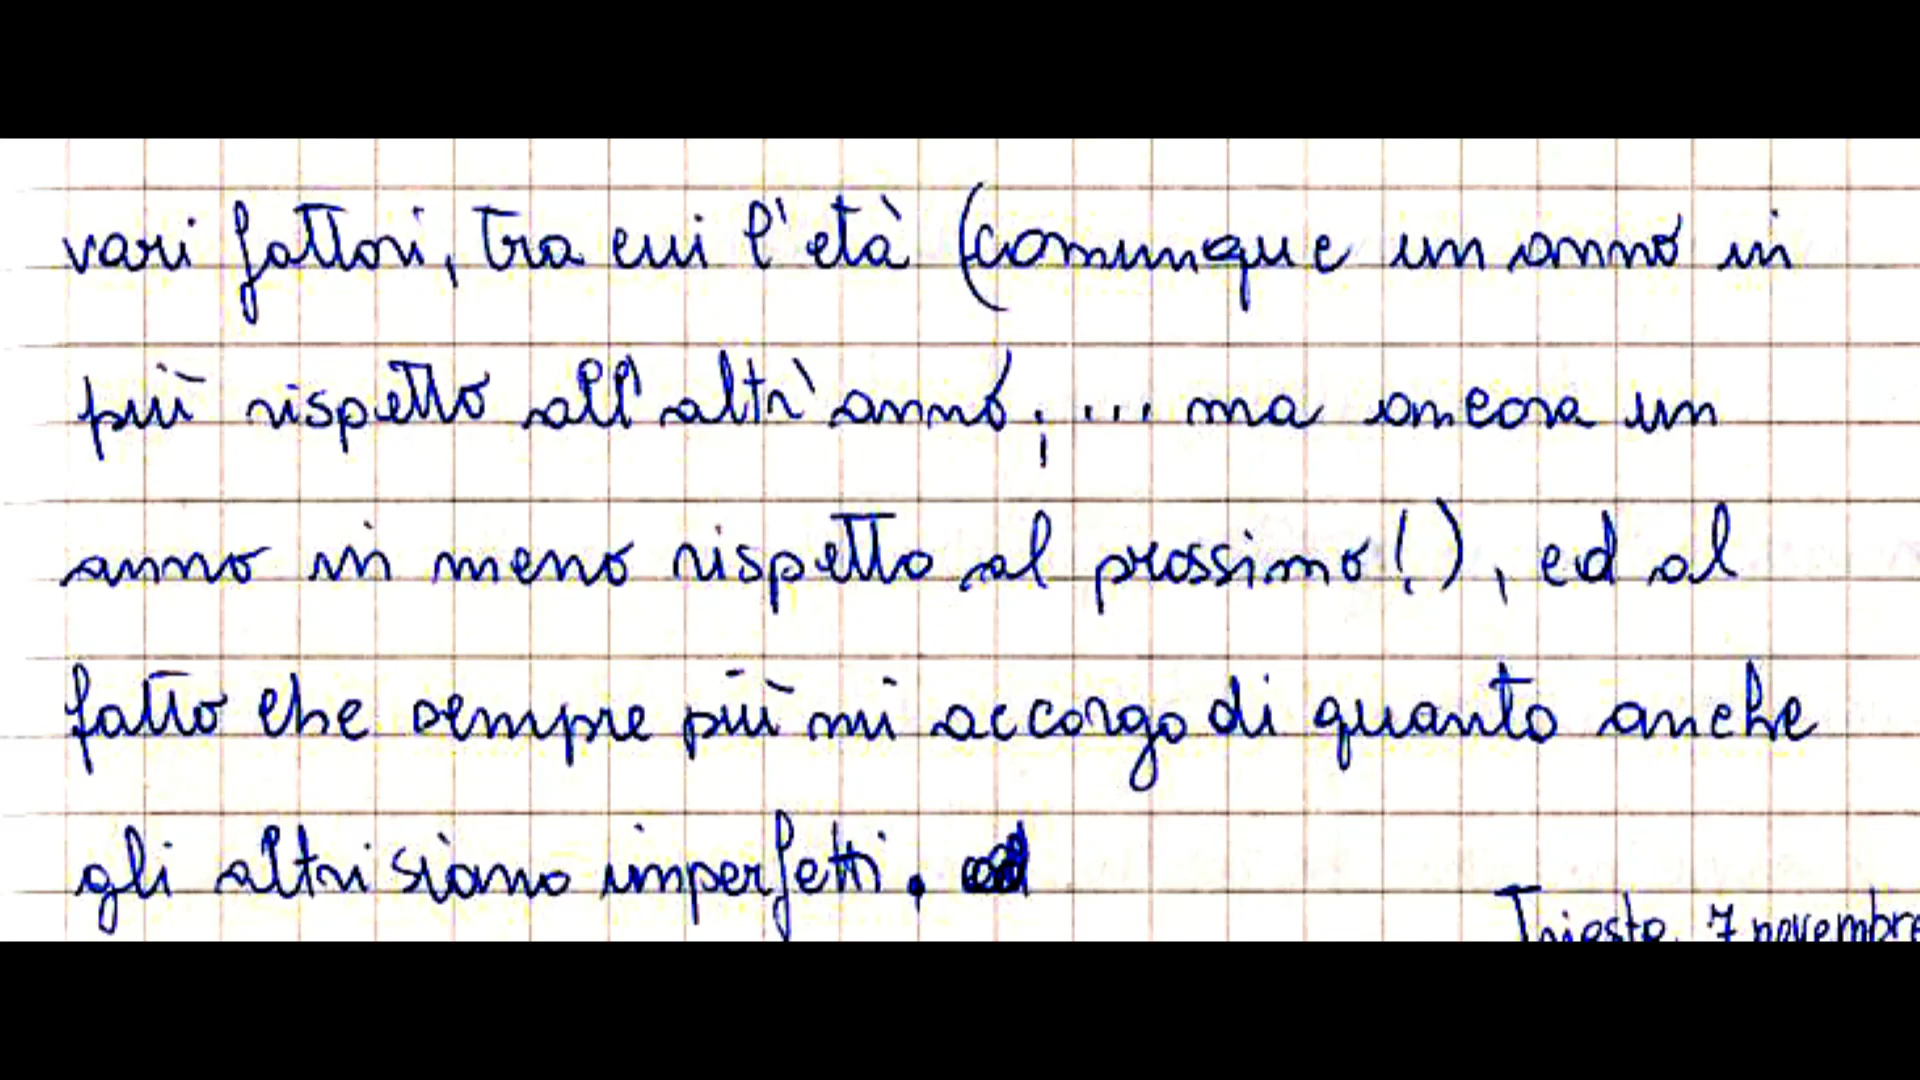 vari fattori, tra cui l'età (comunque un anno in
più rispetto all'altr'anno; ... ma ancora un
anno in meno rispetto al prossimo!), ed al
fatto che sempre più mi accorgo di quanto anche
gli altri siano imperfetti.
Trieste, 7 novembre